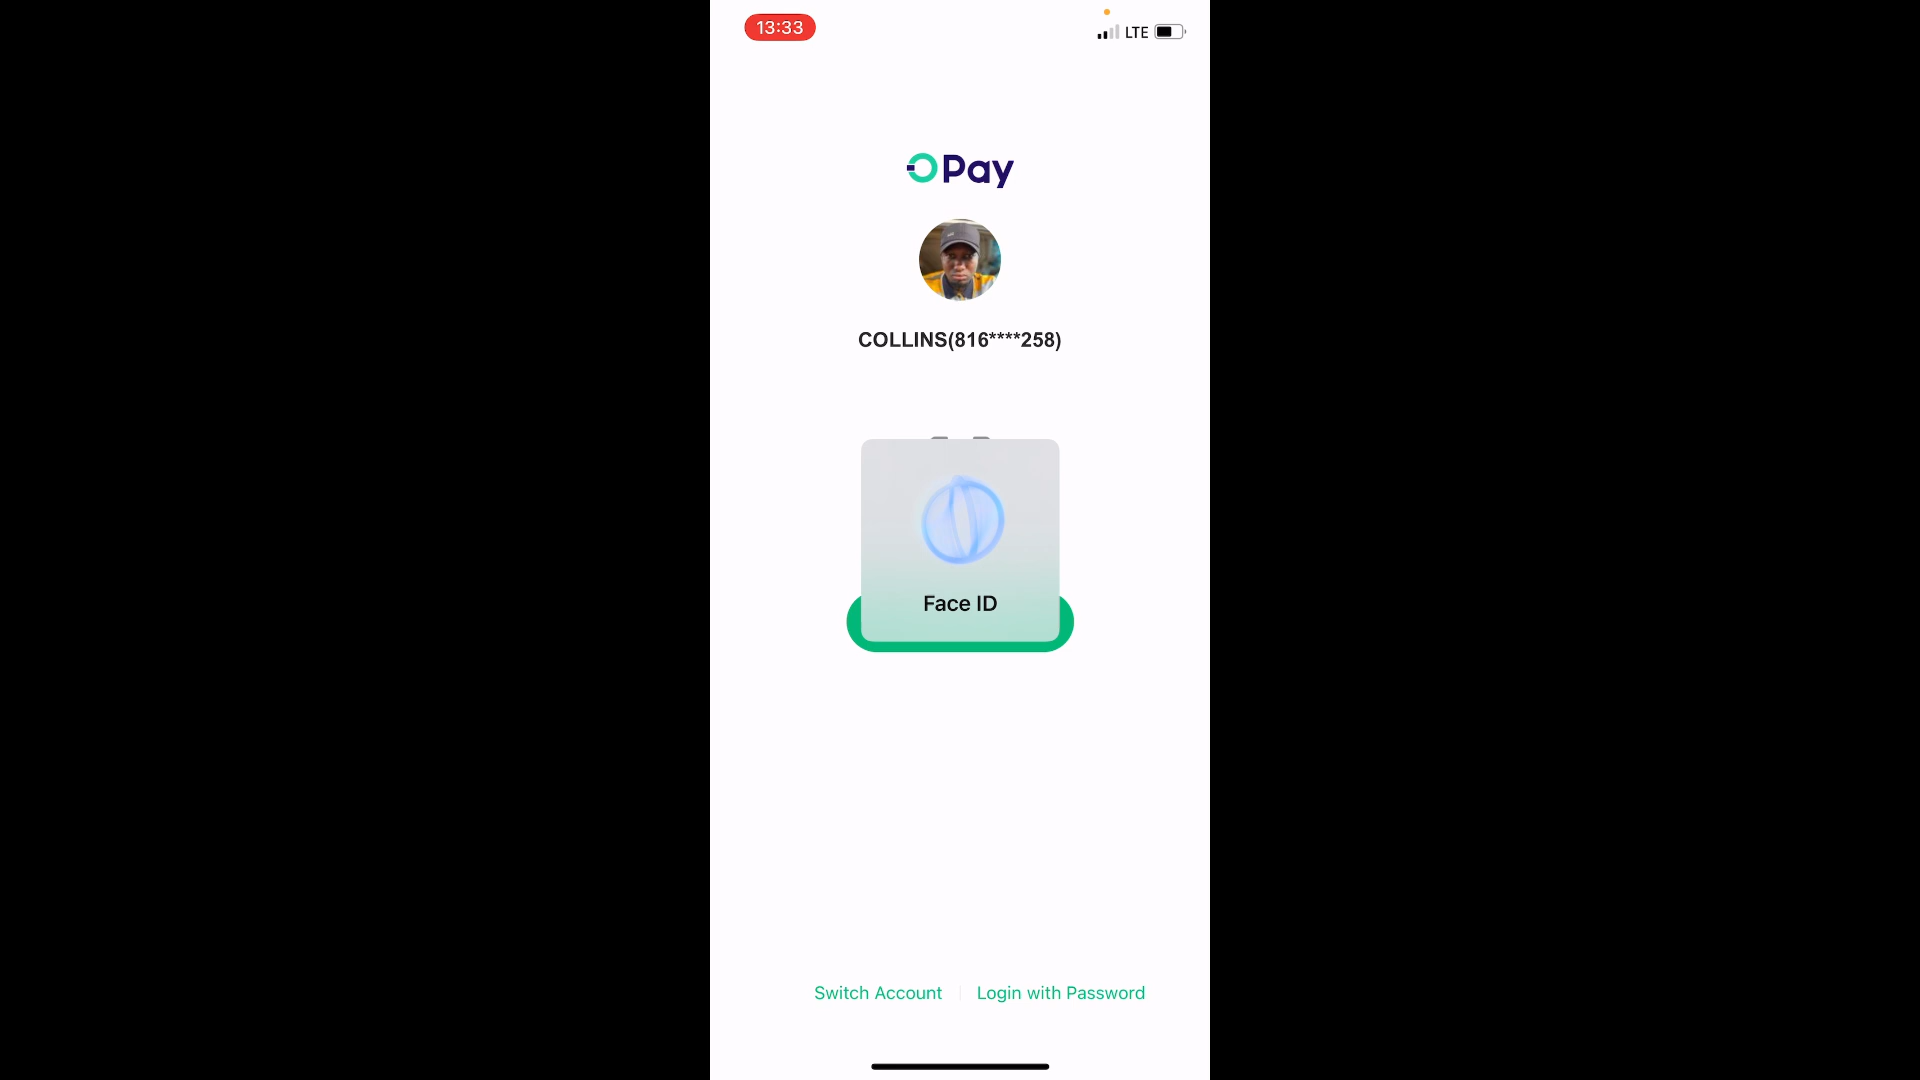 13:33
LTE
OPay
COLLINS(816****258)
Face ID
Switch Account
Login with Password